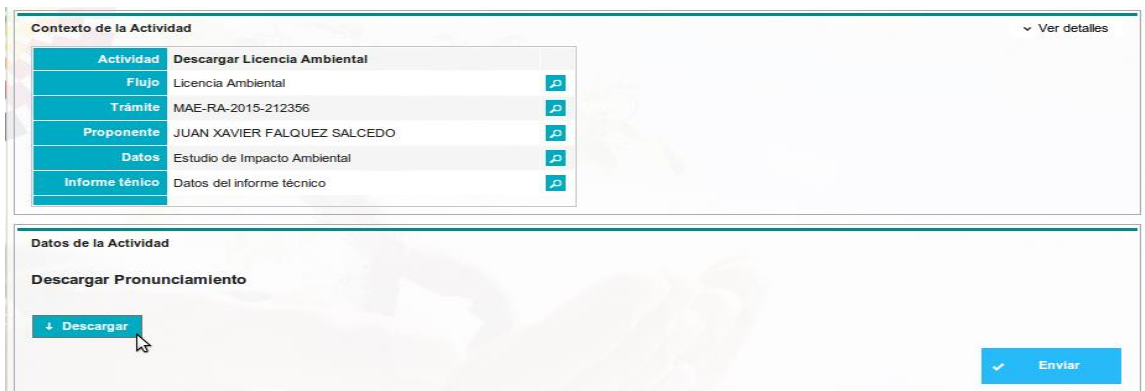 Contexto de la Actividad
Ver detalles
Actividad Descargar Licencia Ambiental
Flujo Licencia Ambiental
Trámite MAE-RA-2015-212356
Proponente JUAN XAVIER FALQUEZ SALCEDO
Datos Estudio de Impacto Ambiental
Informe ténico Datos del informe técnico
Datos de la Actividad
Descargar Pronunciamiento
Descargar
Enviar